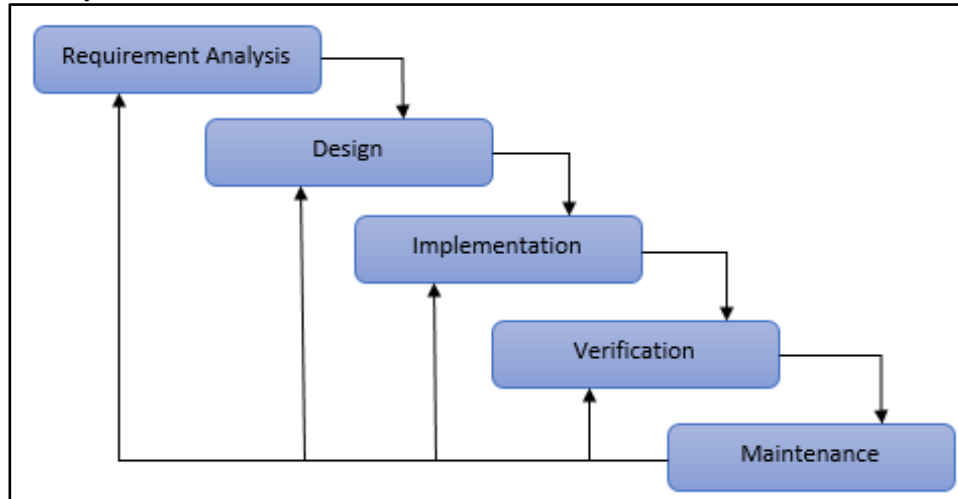 Requirement Analysis
Design
Implementation
Verification
Maintenance